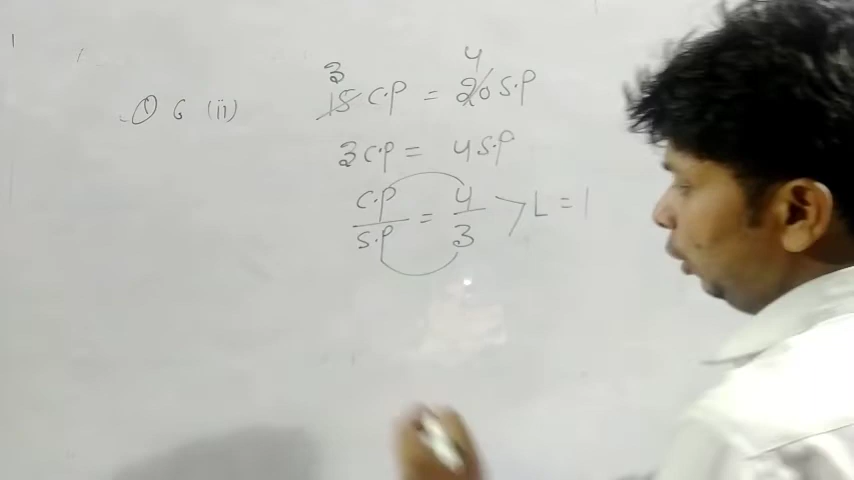 Q 6 (ii)
15 C.P = 20 S.P
3 4
3 C.P = 4 S.P
C.P/S.P = 4/3 > L = 1